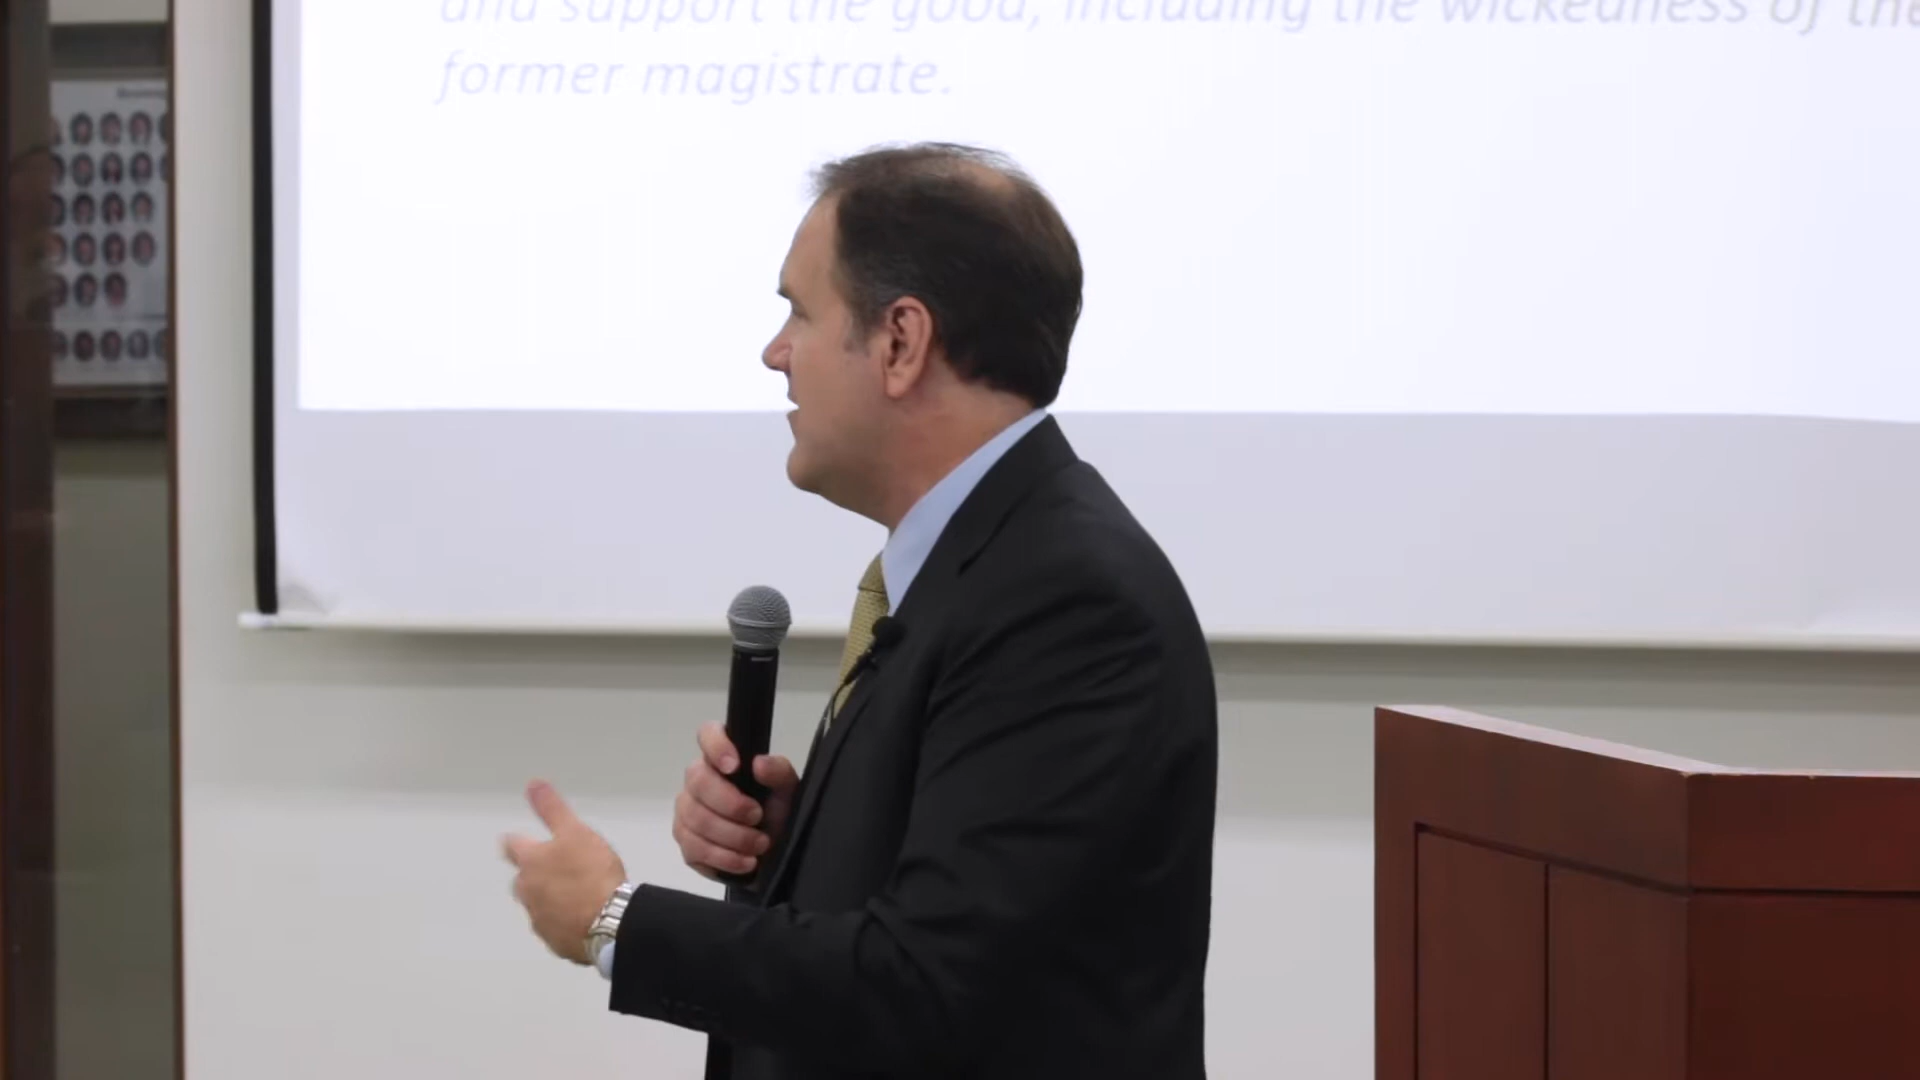 and support the good, including the wickedness of the
former magistrate.